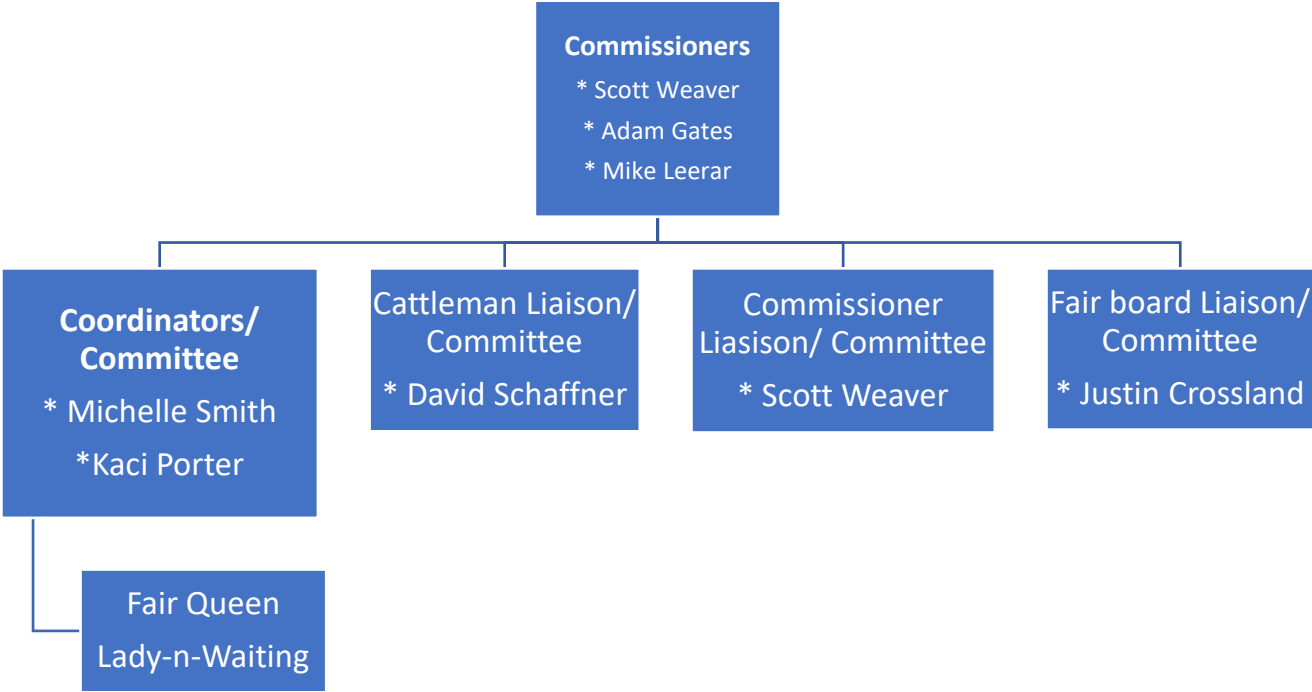 Commissioners
* Scott Weaver
* Adam Gates
* Mike Leerar
Coordinators/
Committee
* Michelle Smith
*Kaci Porter
Cattleman Liaison/
Committee
* David Schaffner
Commissioner
Liasison/ Committee
* Scott Weaver
Fair board Liaison/
Committee
* Justin Crossland
Fair Queen
Lady-n-Waiting